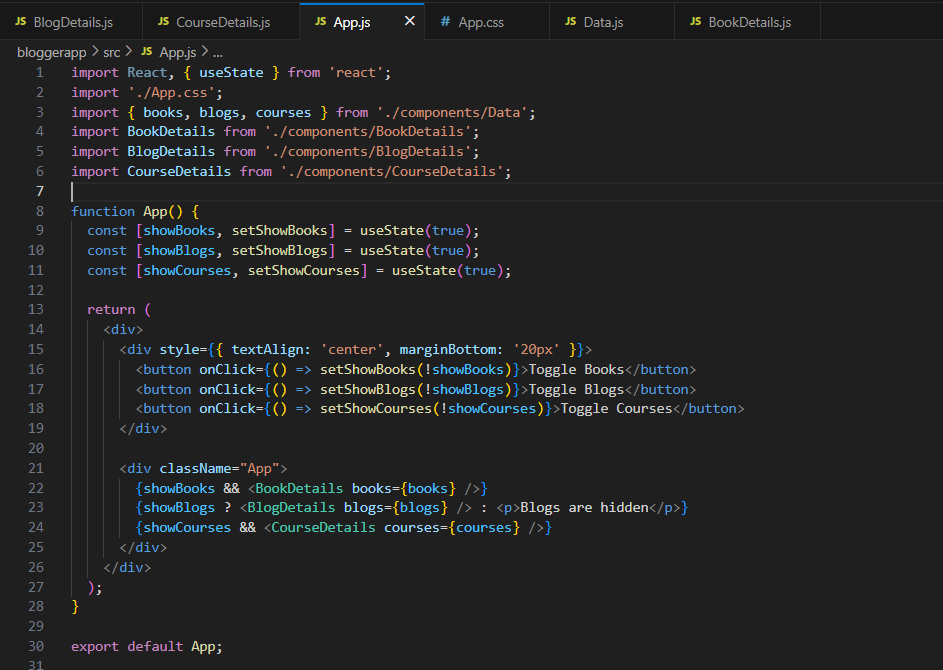 JS BlogDetails.js JS CourseDetails.js JS App.js × # App.css JS Data.js JS BookDetails.js
bloggerapp > src > JS App.js > ...
1 import React, { useState } from 'react';
2 import './App.css';
3 import { books, blogs, courses } from './components/Data';
4 import BookDetails from './components/BookDetails';
5 import BlogDetails from './components/BlogDetails';
6 import CourseDetails from './components/CourseDetails';
7
8 function App() {
9   const [showBooks, setShowBooks] = useState(true);
10   const [showBlogs, setShowBlogs] = useState(true);
11   const [showCourses, setShowCourses] = useState(true);
12
13   return (
14     <div>
15       <div style={{ textAlign: 'center', marginBottom: '20px' }}>
16         <button onClick={() => setShowBooks(!showBooks)}>Toggle Books</button>
17         <button onClick={() => setShowBlogs(!showBlogs)}>Toggle Blogs</button>
18         <button onClick={() => setShowCourses(!showCourses)}>Toggle Courses</button>
19       </div>
20
21       <div className="App">
22         {showBooks && <BookDetails books={books} />}
23         {showBlogs ? <BlogDetails blogs={blogs} /> : <p>Blogs are hidden</p>}
24         {showCourses && <CourseDetails courses={courses} />}
25       </div>
26     </div>
27   );
28 }
29
30 export default App;
31